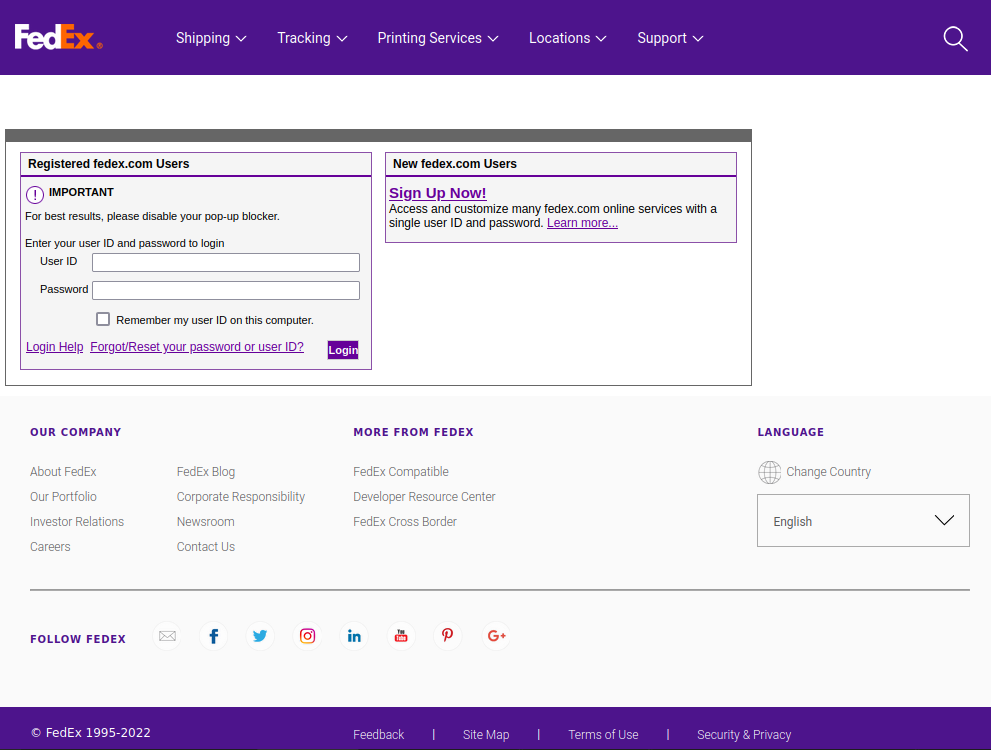 FedEx®
Shipping
Tracking
Printing Services
Locations
Support
Registered fedex.com Users
! IMPORTANT
For best results, please disable your pop-up blocker.
Enter your user ID and password to login
User ID
Password
Remember my user ID on this computer.
Login Help Forgot/Reset your password or user ID?
Login
New fedex.com Users
Sign Up Now!
Access and customize many fedex.com online services with a
single user ID and password. Learn more...
OUR COMPANY
About FedEx
Our Portfolio
Investor Relations
Careers
FedEx Blog
Corporate Responsibility
Newsroom
Contact Us
MORE FROM FEDEX
FedEx Compatible
Developer Resource Center
FedEx Cross Border
LANGUAGE
Change Country
English
FOLLOW FEDEX
f
in
You Tube
G+
© FedEx 1995-2022
Feedback | Site Map | Terms of Use | Security & Privacy